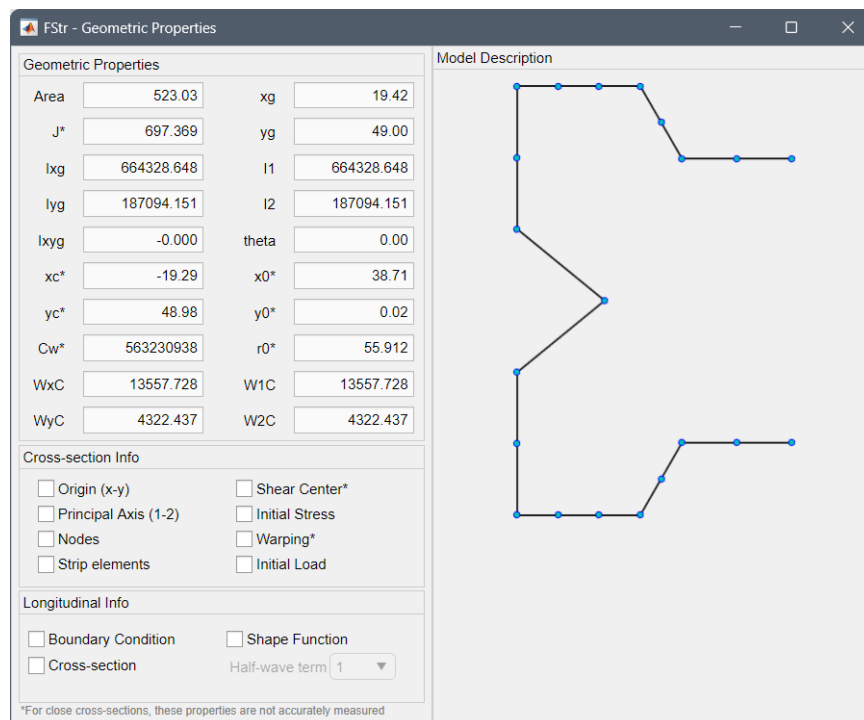 FStr - Geometric Properties
Geometric Properties
Model Description
Area 523.03 xg 19.42
J* 697.369 yg 49.00
Ixg 664328.648 I1 664328.648
Iyg 187094.151 I2 187094.151
Ixyg -0.000 theta 0.00
xc* -19.29 x0* 38.71
yc* 48.98 y0* 0.02
Cw* 563230938 r0* 55.912
WxC 13557.728 W1C 13557.728
WyC 4322.437 W2C 4322.437
Cross-section Info
Origin (x-y) Shear Center*
Principal Axis (1-2) Initial Stress
Nodes Warping*
Strip elements Initial Load
Longitudinal Info
Boundary Condition Shape Function
Cross-section Half-wave term 1
*For close cross-sections, these properties are not accurately measured